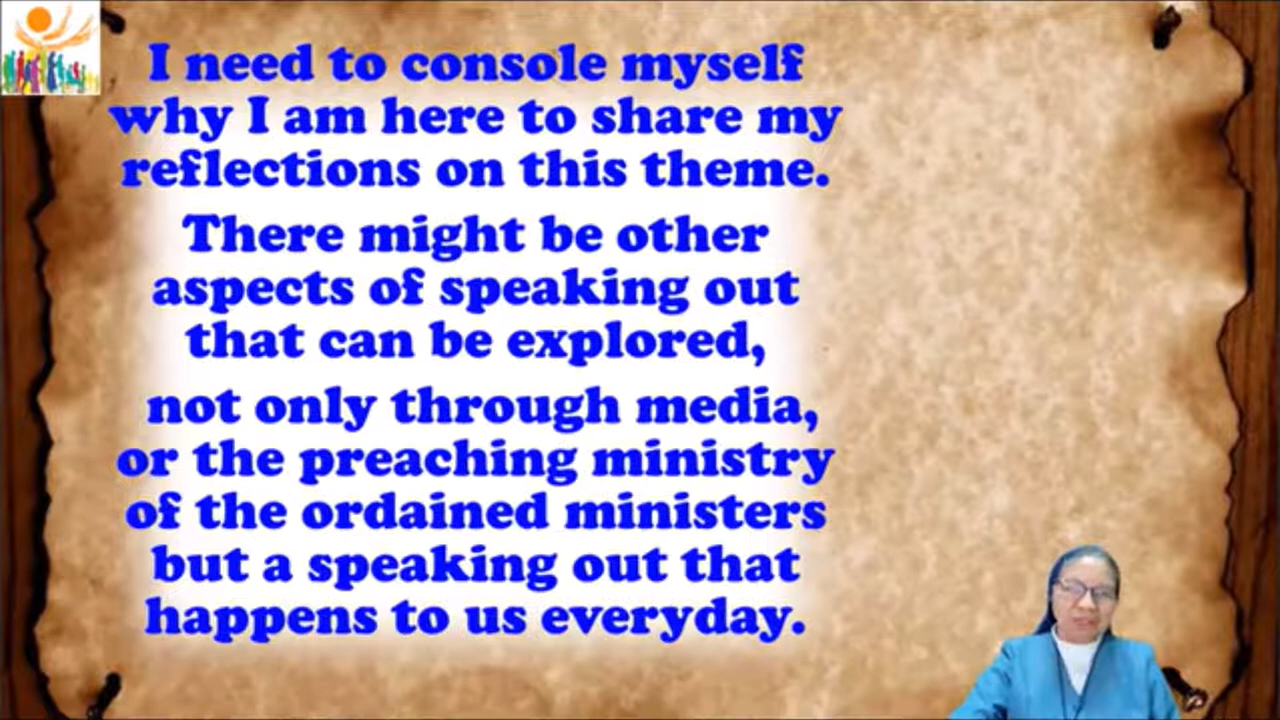 I need to console myself
why I am here to share my
reflections on this theme.
There might be other
aspects of speaking out
that can be explored,
not only through media,
or the preaching ministry
of the ordained ministers
but a speaking out that
happens to us everyday.